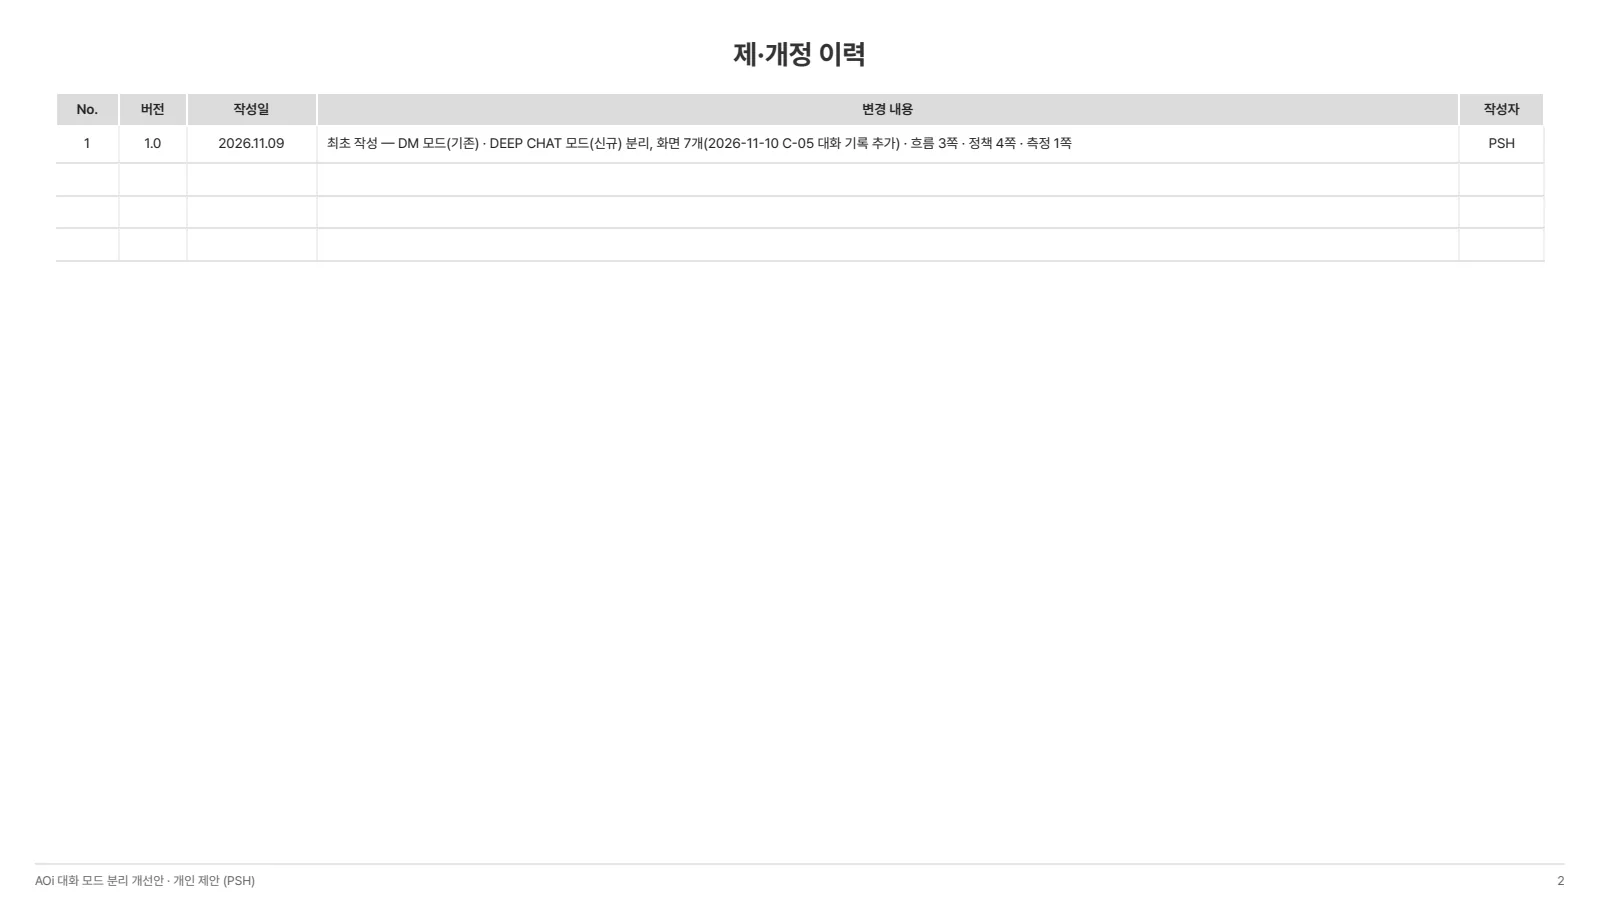 제·개정 이력
No. 버전 작성일 변경 내용 작성자
1 1.0 2026.11.09 최초 작성 — DM 모드(기존) · DEEP CHAT 모드(신규) 분리, 화면 7개(2026-11-10 C-05 대화 기록 추가) · 흐름 3쪽 · 정책 4쪽 · 측정 1쪽 PSH
AOi 대화 모드 분리 개선안 · 개인 제안 (PSH) 2